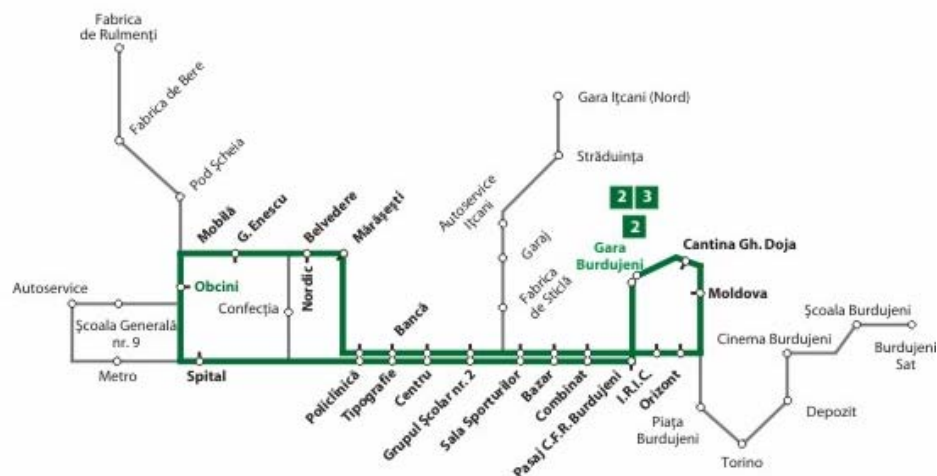 Fabrica
de Rulmenți
Fabrica de Bere
Pod Șcheia
Mobilă
G. Enescu
Belvedere
Mărășești
Nordic
Obcini
Autoservice
Școala Generală
nr. 9
Metro
Confecția
Spital
Bancă
Policlinică
Tipografie
Centru
Grupul Școlar nr. 2
Sala Sporturilor
Bazar
Combinat
Pasaj C.F.R. Burdujeni
I.R.I.C.
Orizont
Gara Ițcani (Nord)
Străduința
Autoservice
Ițcani
Garaj
Fabrica
de Sticlă
2 3
2
Gara
Burdujeni
Cantina Gh. Doja
Moldova
Școala Burdujeni
Cinema Burdujeni
Burdujeni
Sat
Depozit
Piața
Burdujeni
Torino